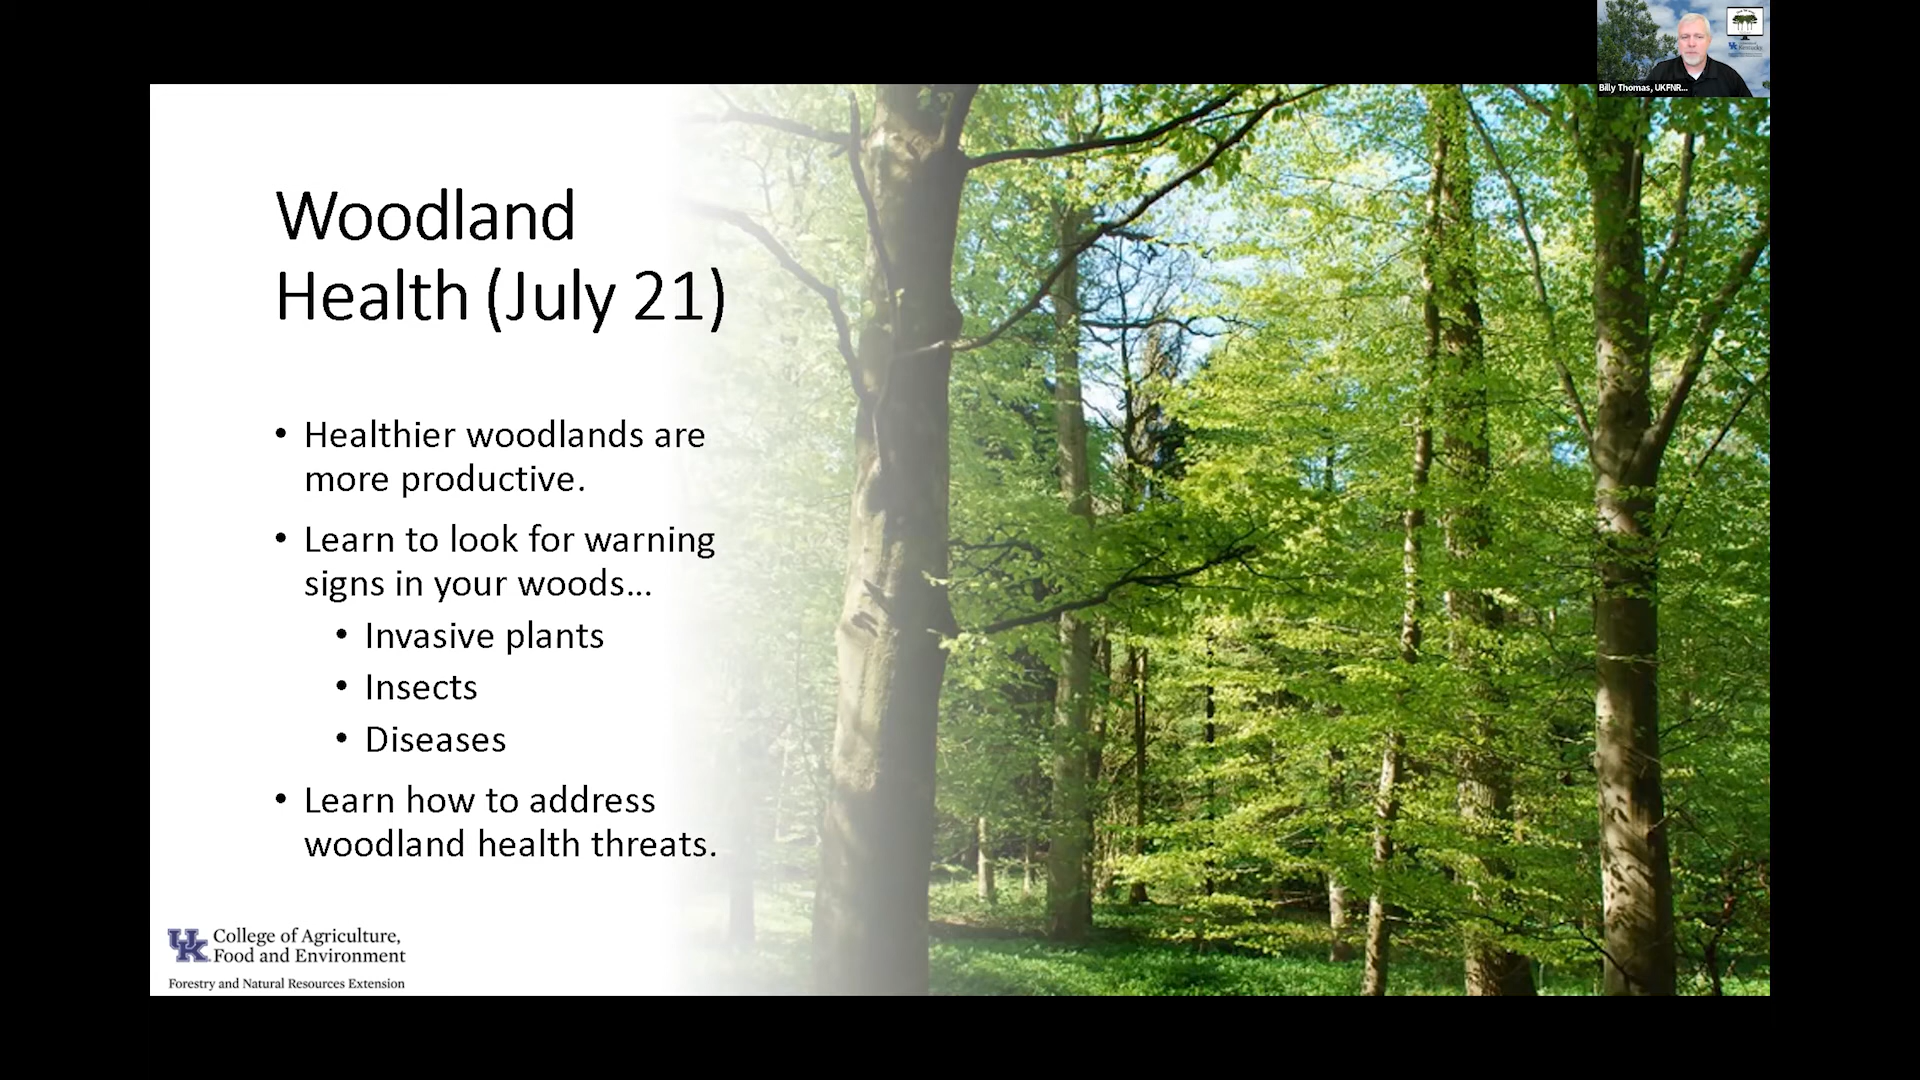 Billy Thomas, UKFNR...
Woodland
Health (July 21)
• Healthier woodlands are
more productive.
• Learn to look for warning
signs in your woods...
• Invasive plants
• Insects
• Diseases
• Learn how to address
woodland health threats.
UK College of Agriculture,
Food and Environment
Forestry and Natural Resources Extension